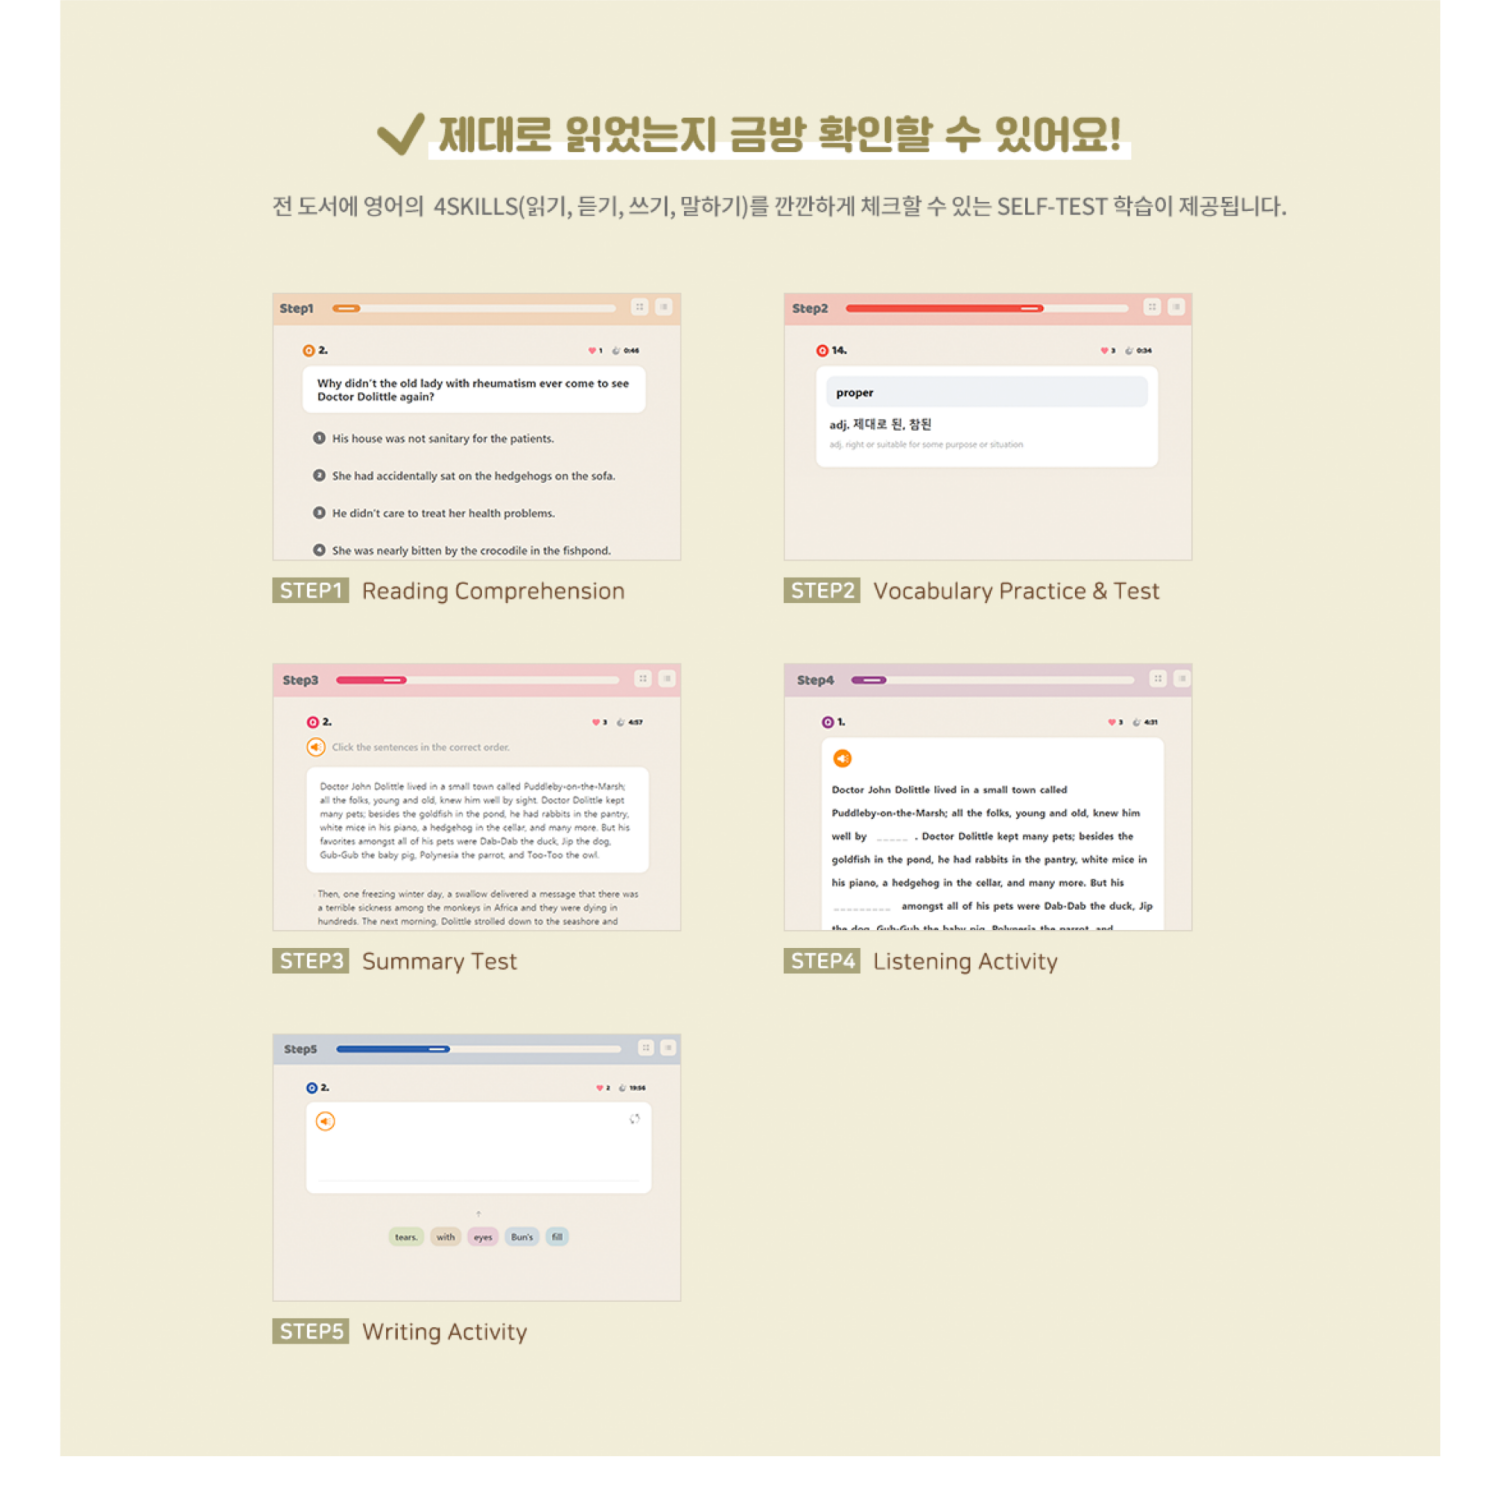 제대로 읽었는지 금방 확인할 수 있어요!
전 도서에 영어의 4SKILLS(읽기, 듣기, 쓰기, 말하기)를 깐깐하게 체크할 수 있는 SELF-TEST 학습이 제공됩니다.
Step1
Q 2.
1 0:46
Why didn't the old lady with rheumatism ever come to see
Doctor Dolittle again?
1 His house was not sanitary for the patients.
2 She had accidentally sat on the hedgehogs on the sofa.
3 He didn't care to treat her health problems.
4 She was nearly bitten by the crocodile in the fishpond.
STEP1 Reading Comprehension
Step2
Q 14.
3 0:34
proper
adj. 제대로 된, 참된
adj. right or suitable for some purpose or situation
STEP2 Vocabulary Practice & Test
Step3
Q 2.
3 4:57
Click the sentences in the correct order.
Doctor John Dolittle lived in a small town called Puddleby-on-the-Marsh;
all the folks, young and old, knew him well by sight. Doctor Dolittle kept
many pets; besides the goldfish in the pond, he had rabbits in the pantry,
white mice in his piano, a hedgehog in the cellar, and many more. But his
favorites amongst all of his pets were Dab-Dab the duck, Jip the dog,
Gub-Gub the baby pig, Polynesia the parrot, and Too-Too the owl.
Then, one freezing winter day, a swallow delivered a message that there was
a terrible sickness among the monkeys in Africa and they were dying in
hundreds. The next morning, Dolittle strolled down to the seashore and
STEP3 Summary Test
Step4
Q 1.
3 4:31
Doctor John Dolittle lived in a small town called
Puddleby-on-the-Marsh; all the folks, young and old, knew him
well by _____ . Doctor Dolittle kept many pets; besides the
goldfish in the pond, he had rabbits in the pantry, white mice in
his piano, a hedgehog in the cellar, and many more. But his
_________ amongst all of his pets were Dab-Dab the duck, Jip
the dog, Gub-Gub the baby pig, Polynesia the parrot, and
STEP4 Listening Activity
Step5
Q 2.
2 19:56
tears. with eyes Bun's fill
STEP5 Writing Activity